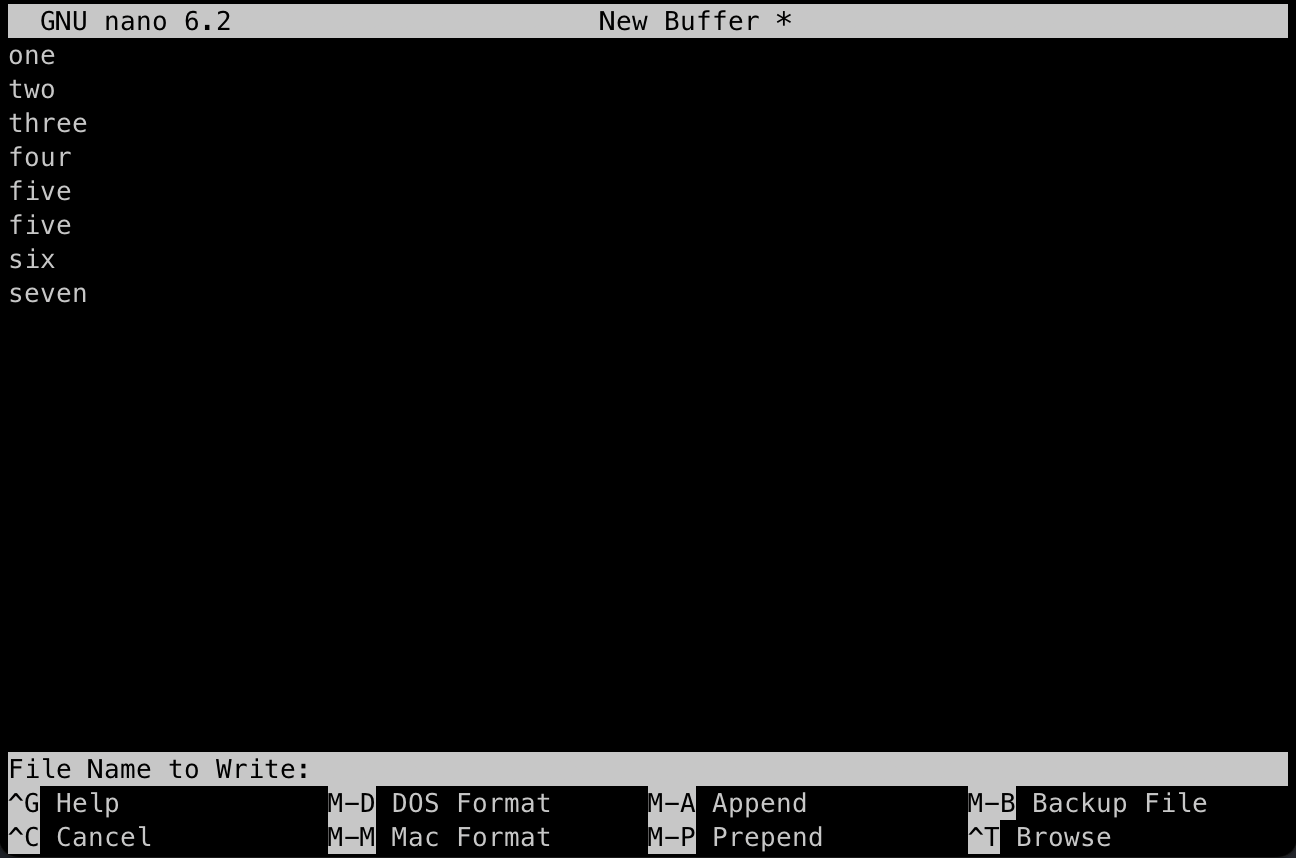 GNU nano 6.2 New Buffer *
one
two
three
four
five
five
six
seven
File Name to Write:
^G Help M-D DOS Format M-A Append M-B Backup File
^C Cancel M-M Mac Format M-P Prepend ^T Browse